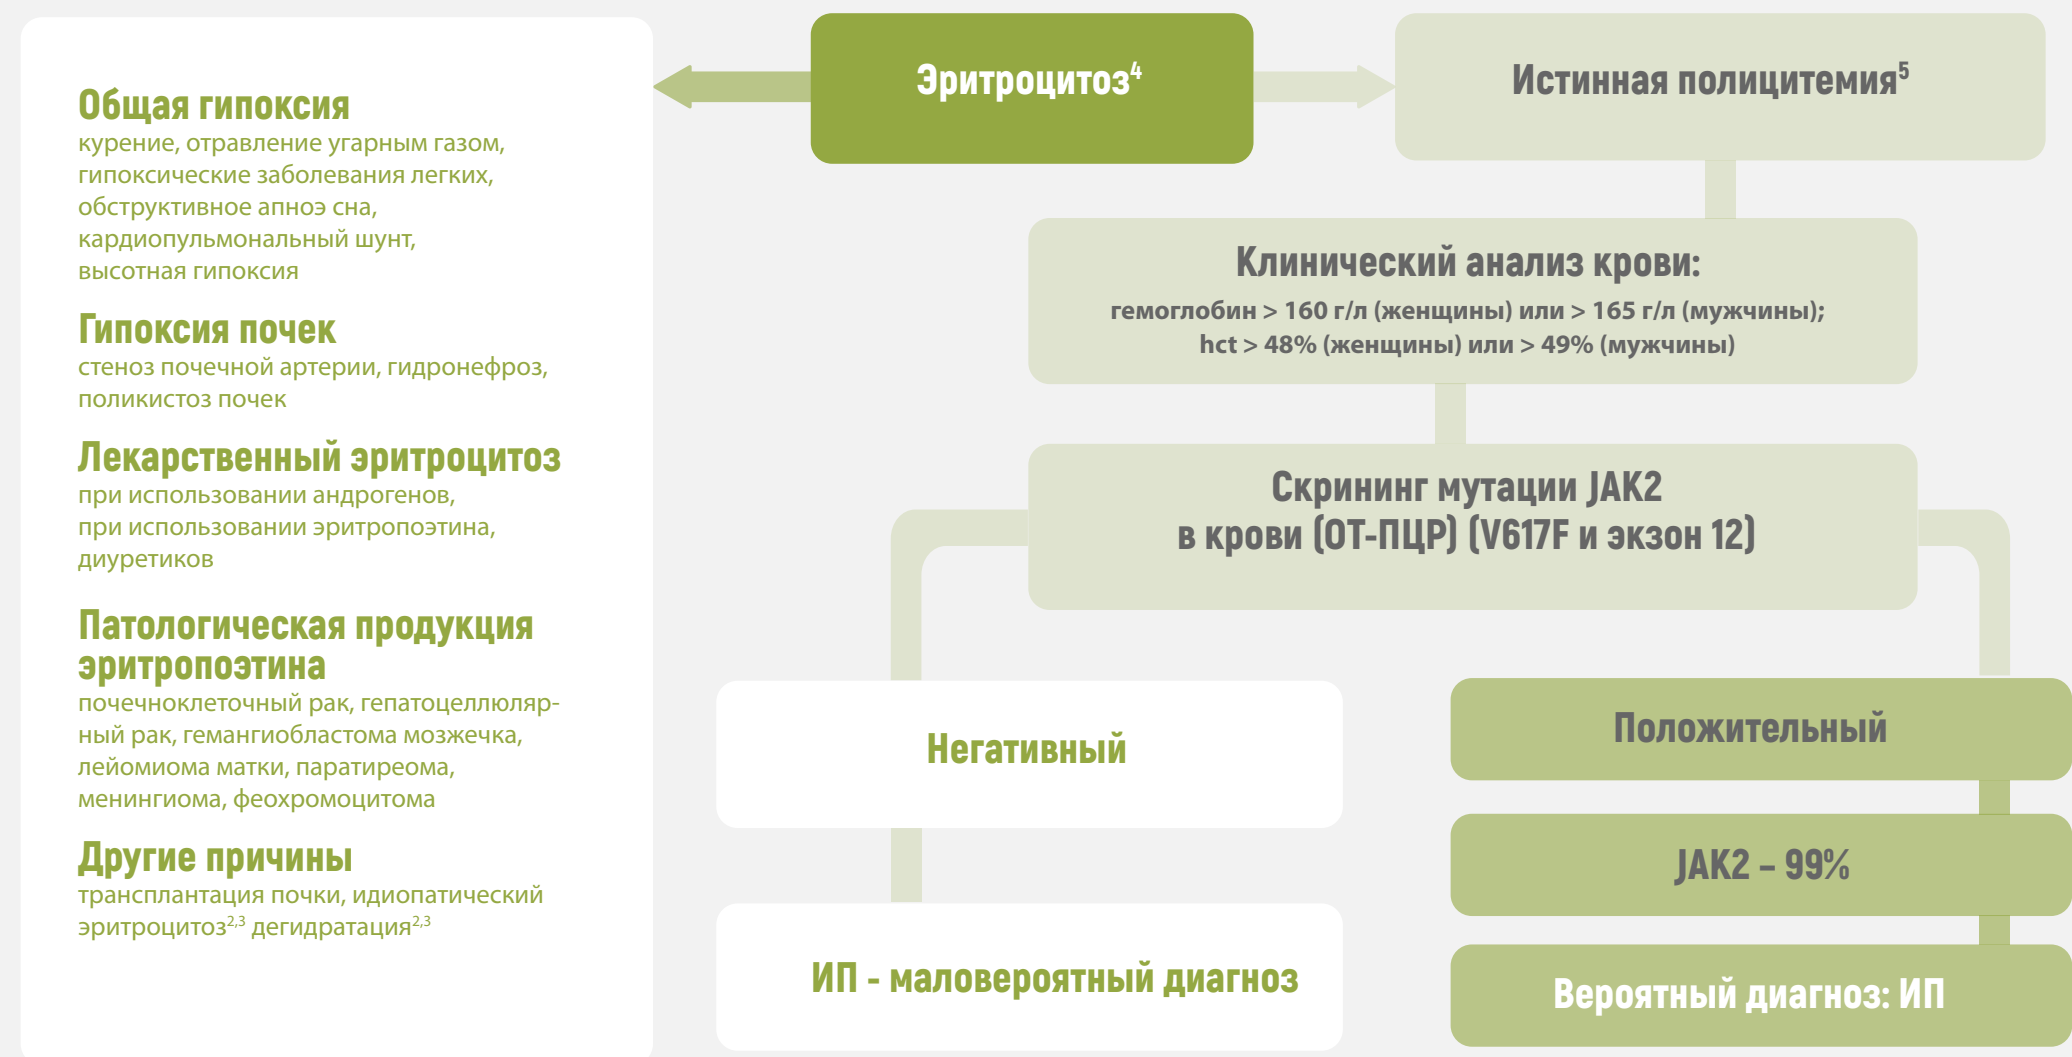 Общая гипоксия
курение, отравление угарным газом,
гипоксические заболевания легких,
обструктивное апноэ сна,
кардиопульмональный шунт,
высотная гипоксия
Гипоксия почек
стеноз почечной артерии, гидронефроз,
поликистоз почек
Лекарственный эритроцитоз
при использовании андрогенов,
при использовании эритропоэтина,
диуретиков
Патологическая продукция
эритропоэтина
почечноклеточный рак, гепатоцеллюляр-
ный рак, гемангиобластома мозжечка,
лейомиома матки, паратиреома,
менингиома, феохромоцитома
Другие причины
трансплантация почки, идиопатический
эритроцитоз2,3 дегидратация2,3
Эритроцитоз4
Истинная полицитемия5
Клинический анализ крови:
гемоглобин > 160 г/л (женщины) или > 165 г/л (мужчины);
hct > 48% (женщины) или > 49% (мужчины)
Скрининг мутации JAK2
в крови (ОТ-ПЦР) (V617F и экзон 12)
Негативный
ИП - маловероятный диагноз
Положительный
JAK2 – 99%
Вероятный диагноз: ИП